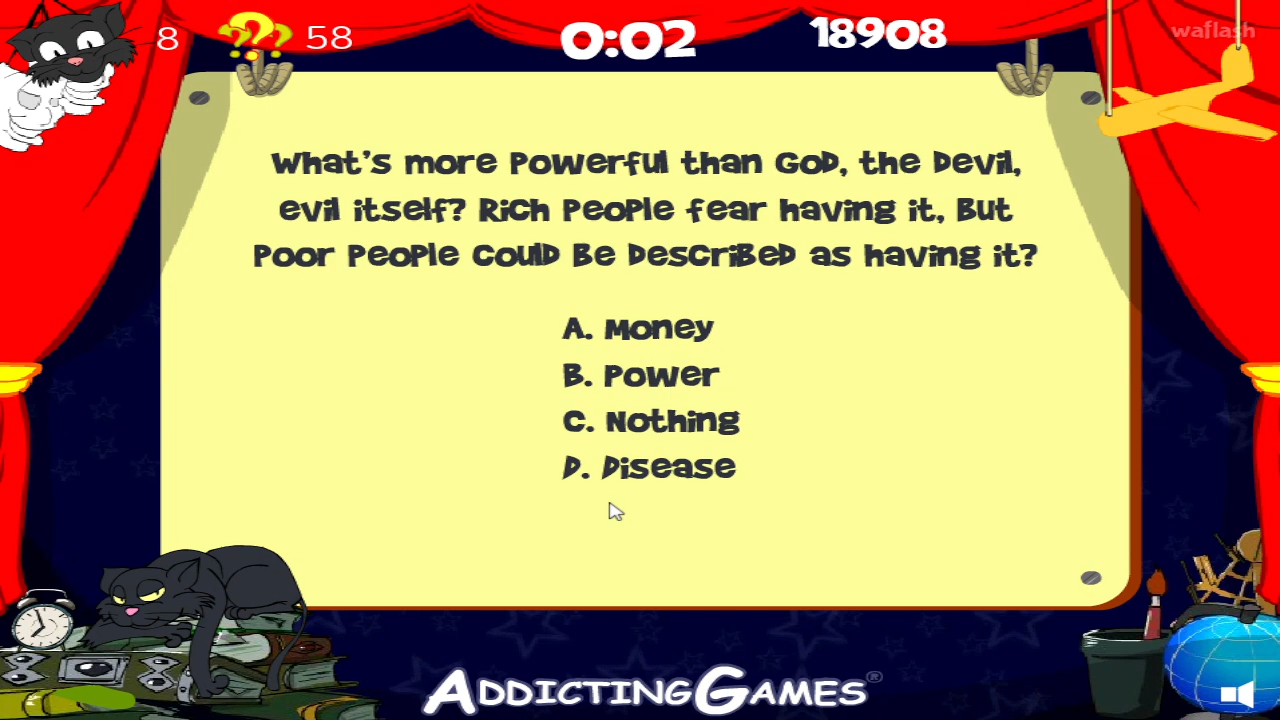 8 ??? 58 0:02 18908 waflash
What's more powerful than God, the Devil,
evil itself? Rich people fear having it, but
poor people could be described as having it?
A. Money
B. Power
C. Nothing
D. Disease
AddictingGames®